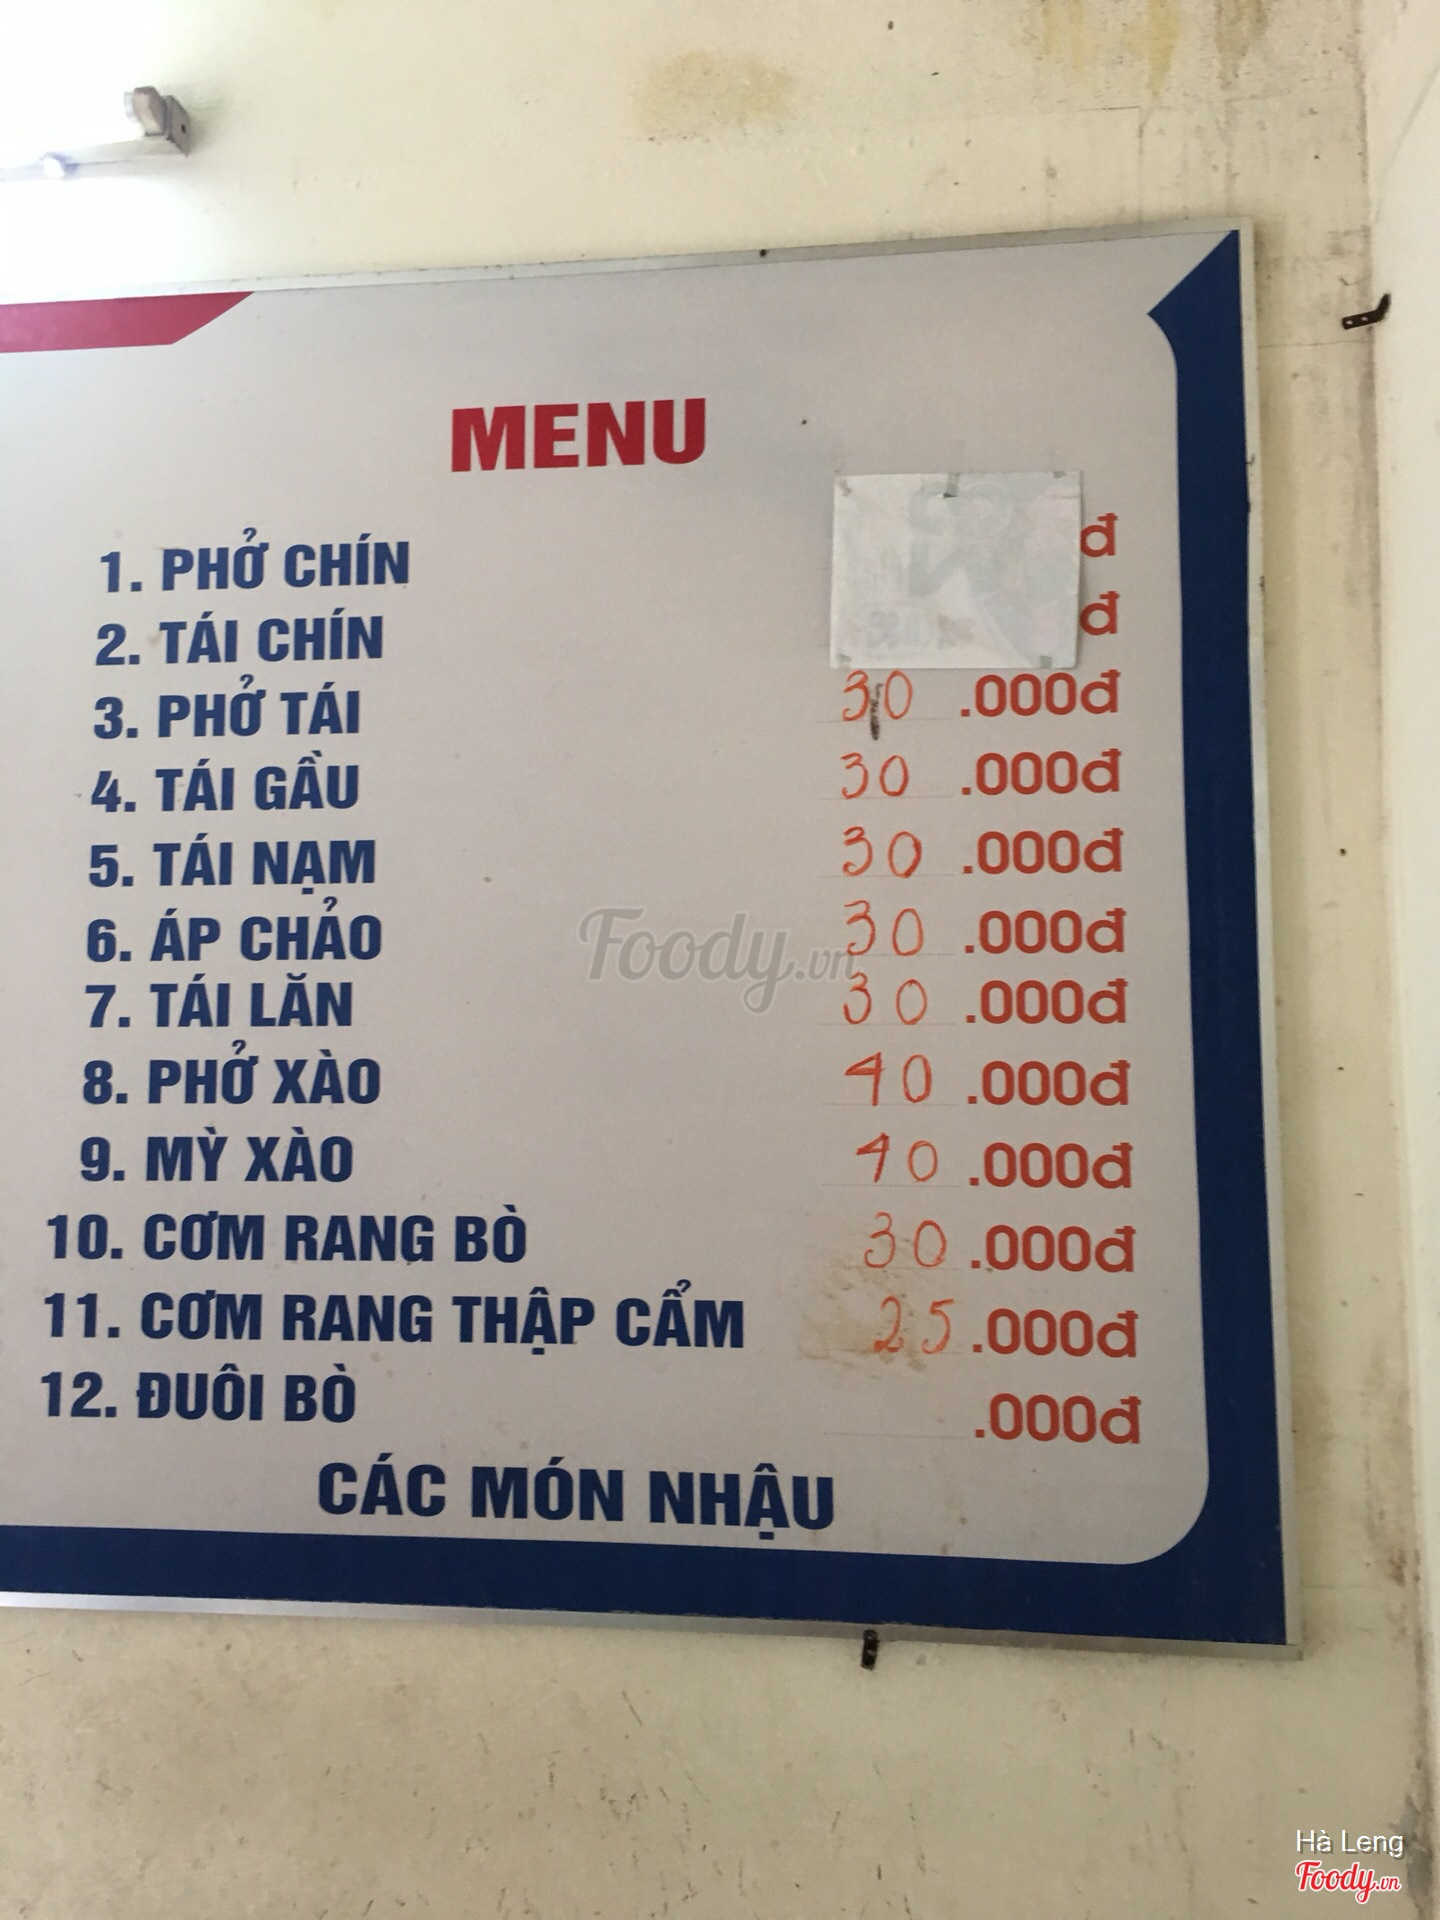 MENU
1. PHỞ CHÍN đ
2. TÁI CHÍN đ
3. PHỞ TÁI 30 .000đ
4. TÁI GẦU 30 .000đ
5. TÁI NẠM 30 .000đ
6. ÁP CHẢO 30 .000đ
7. TÁI LĂN 30 .000đ
8. PHỞ XÀO 40 .000đ
9. MỲ XÀO 40 .000đ
10. CƠM RANG BÒ 30 .000đ
11. CƠM RANG THẬP CẨM 25 .000đ
12. ĐUÔI BÒ .000đ
CÁC MÓN NHẬU
Foody.vn
Hà Leng
Foody.vn